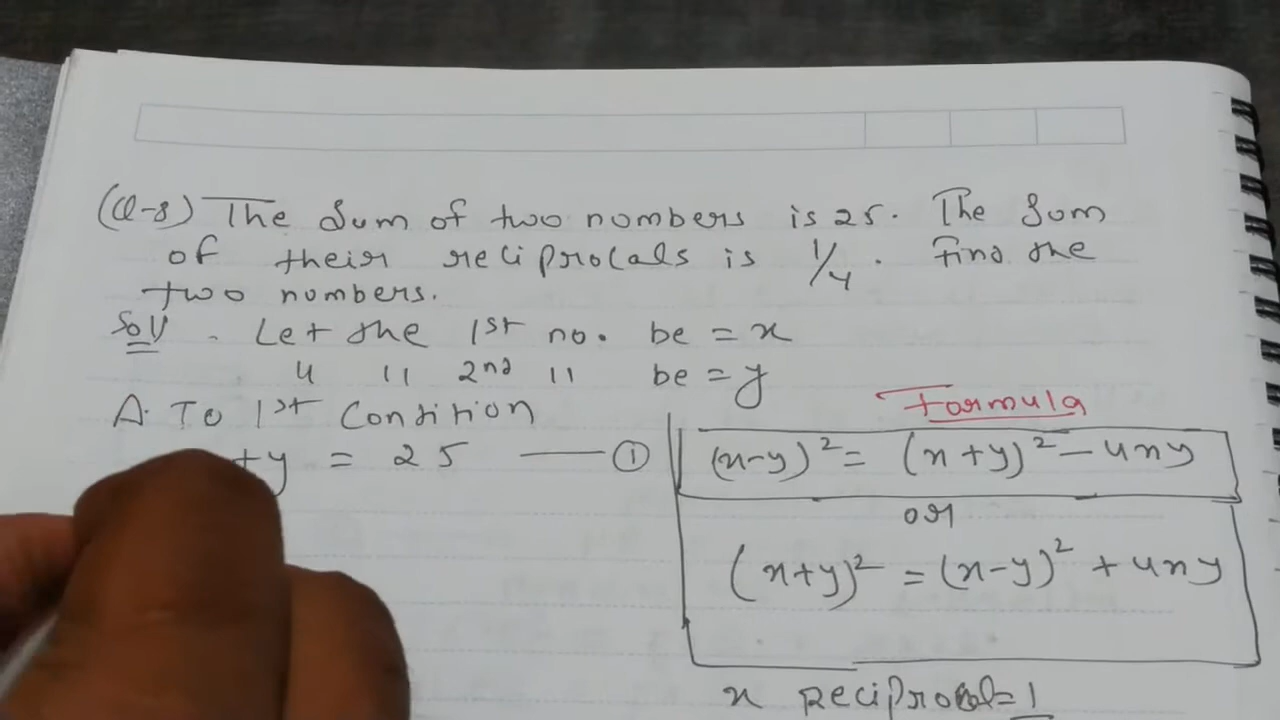 (Q-8) The Sum of two numbers is 25. The Sum
of their reciprocals is 1/4. Find the
two numbers.
Solⁿ. Let the 1st no. be = x
" " 2nd " be = y
A. To 1st Condition
+y = 25 —— ①
Formula
(x-y)² = (x+y)² - 4xy
or
(x+y)² = (x-y)² + 4xy
x reciprocal = 1